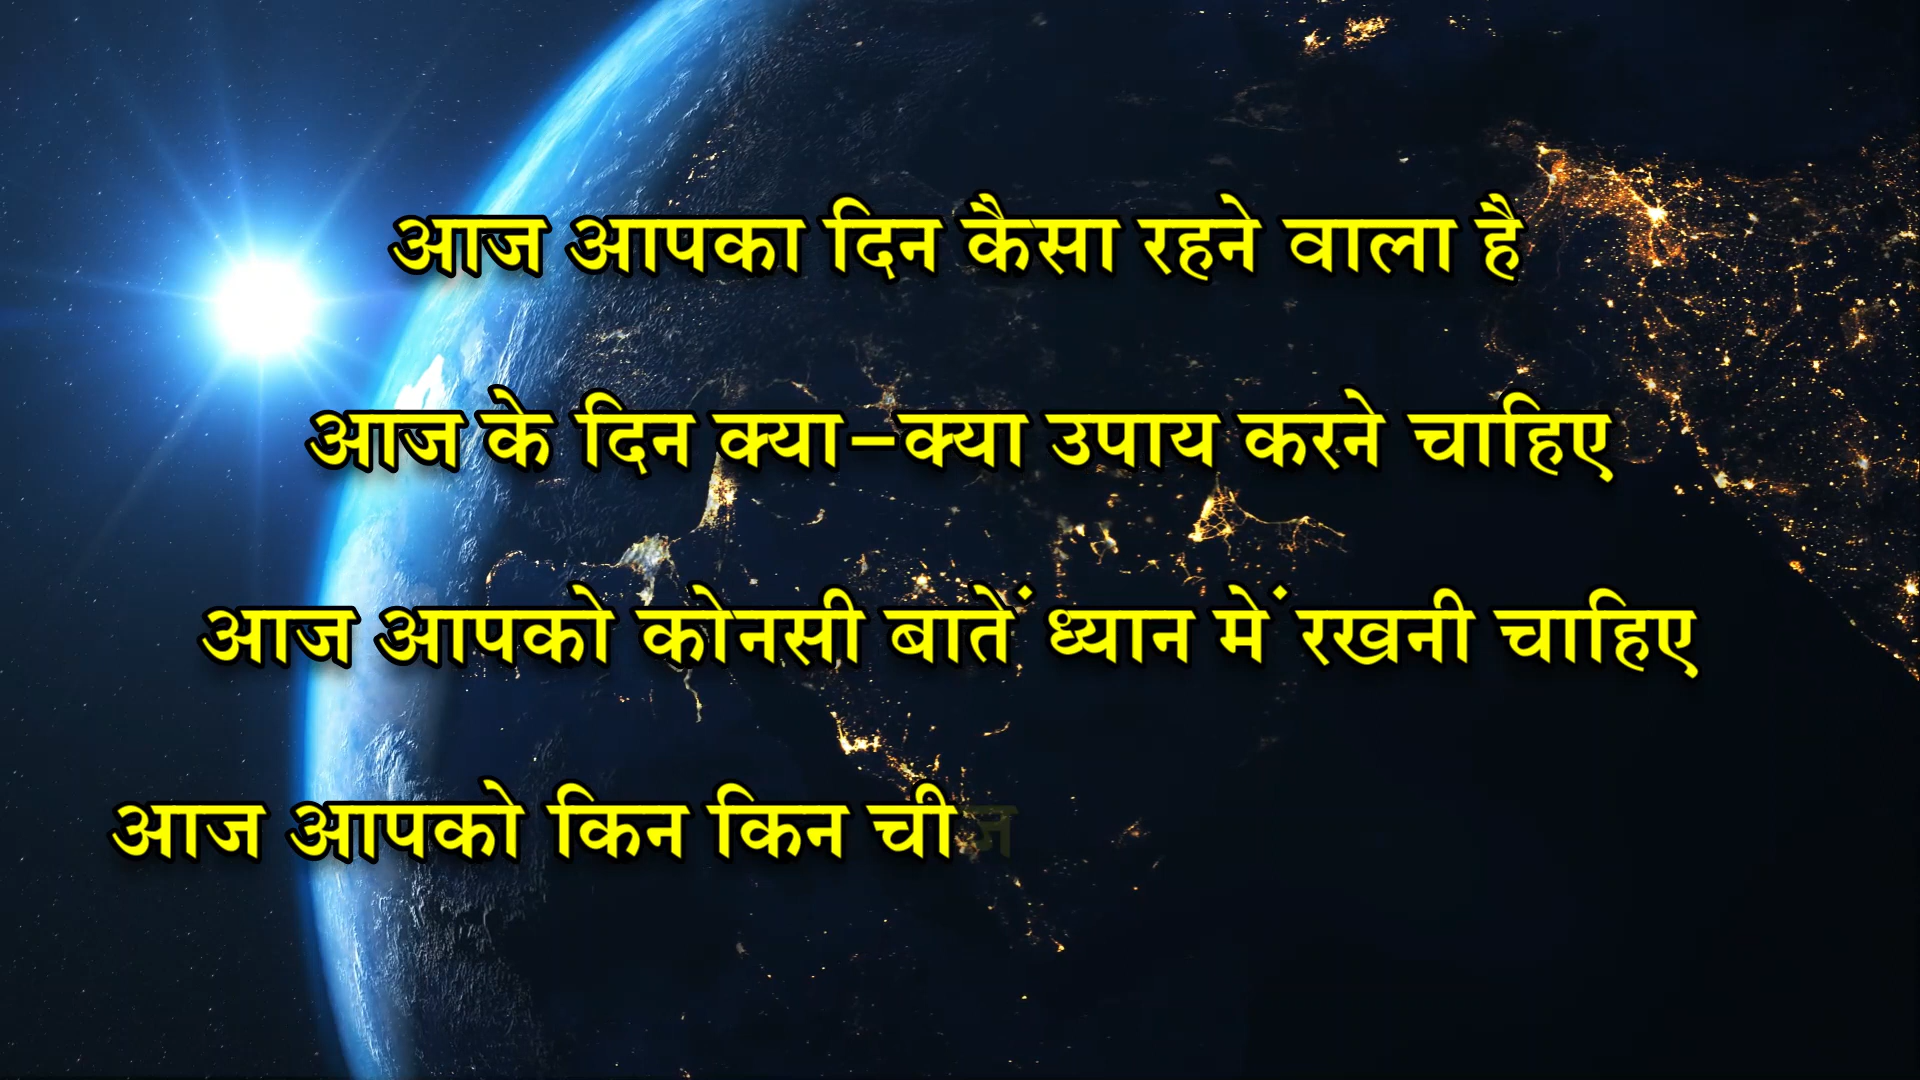 आज आपका दिन कैसा रहने वाला है
आज के दिन क्या-क्या उपाय करने चाहिए
आज आपको कोनसी बातें ध्यान में रखनी चाहिए
आज आपको किन किन चीज